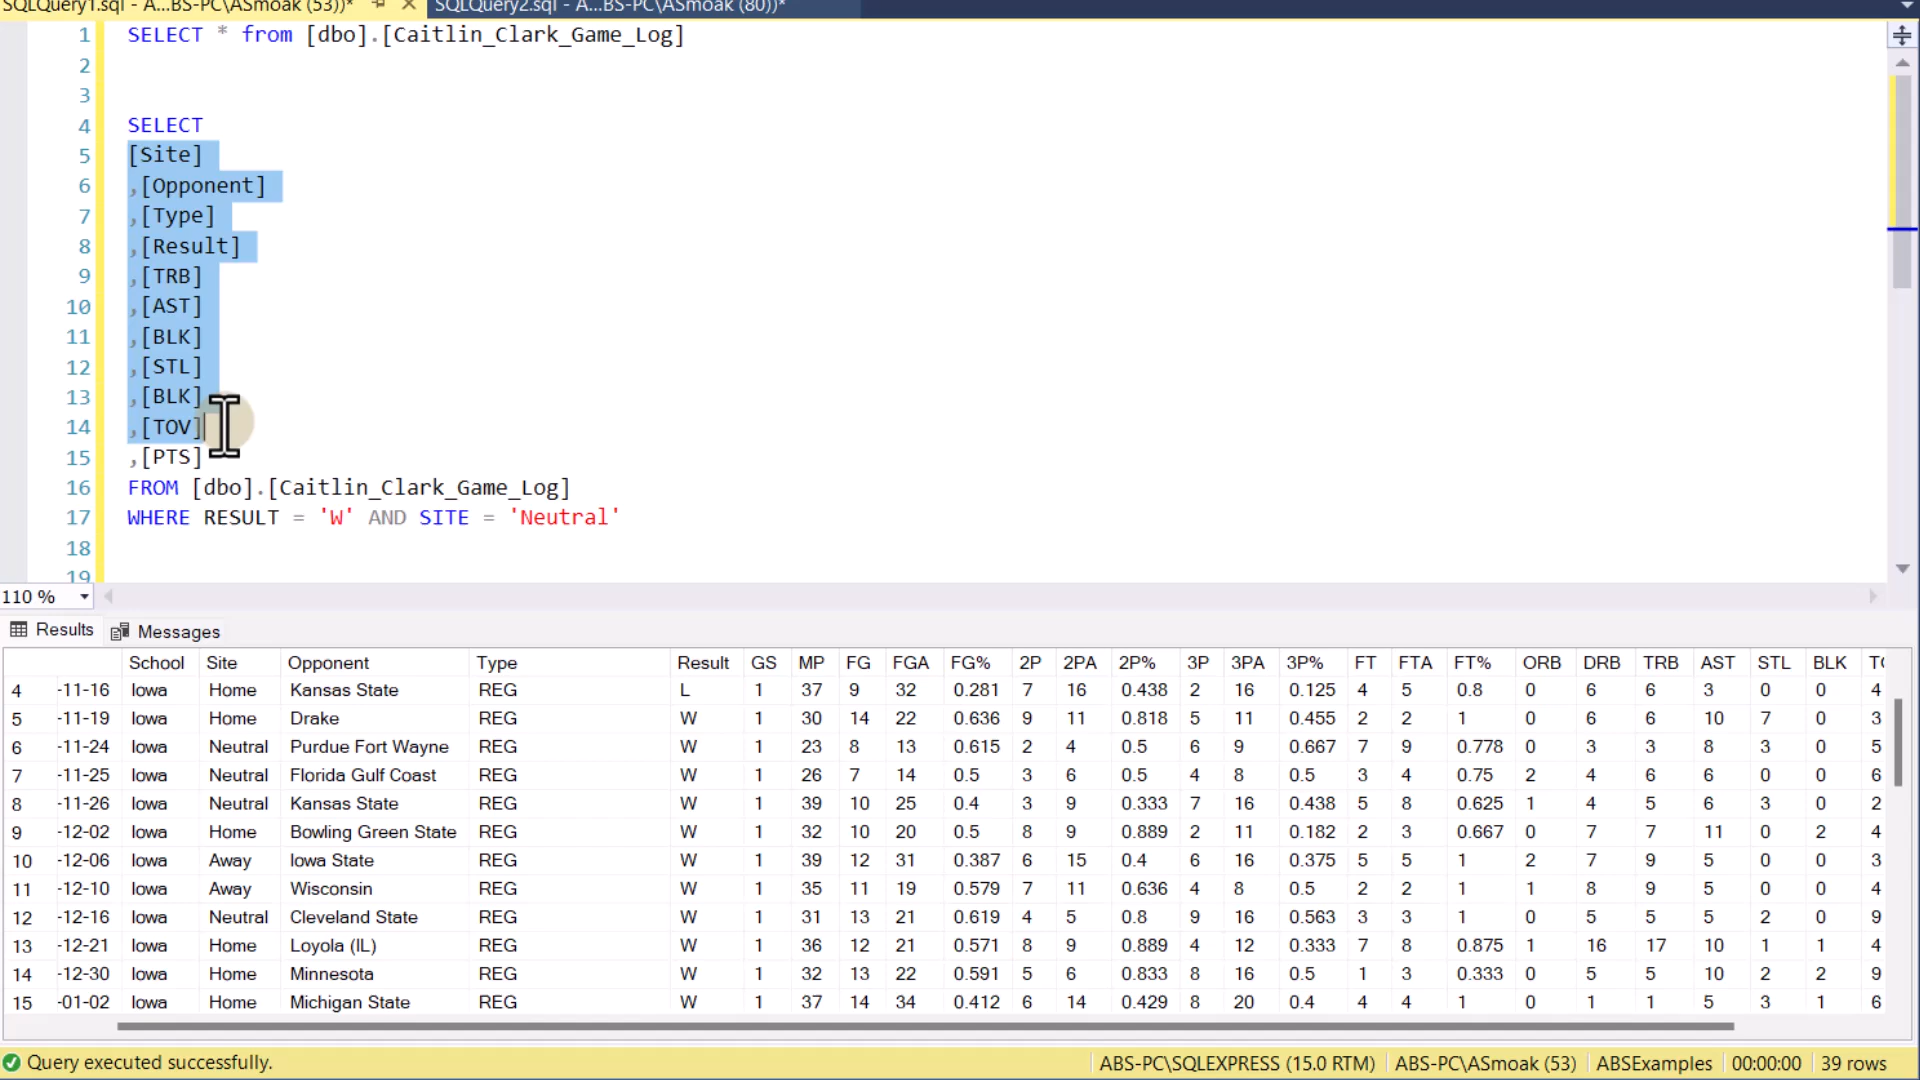 SQLQuery1.sql - A...BS-PC\ASmoak (53))* SQLQuery2.sql - A...BS-PC\ASmoak (80))*
1 SELECT * from [dbo].[Caitlin_Clark_Game_Log]
2
3
4 SELECT
5 [Site]
6 ,[Opponent]
7 ,[Type]
8 ,[Result]
9 ,[TRB]
10 ,[AST]
11 ,[BLK]
12 ,[STL]
13 ,[BLK]
14 ,[TOV]
15 ,[PTS]
16 FROM [dbo].[Caitlin_Clark_Game_Log]
17 WHERE RESULT = 'W' AND SITE = 'Neutral'
18
19
110 %
Results Messages
School Site Opponent Type Result GS MP FG FGA FG% 2P 2PA 2P% 3P 3PA 3P% FT FTA FT% ORB DRB TRB AST STL BLK
4 -11-16 Iowa Home Kansas State REG L 1 37 9 32 0.281 7 16 0.438 2 16 0.125 4 5 0.8 0 6 6 3 0 0 4
5 -11-19 Iowa Home Drake REG W 1 30 14 22 0.636 9 11 0.818 5 11 0.455 2 2 1 0 6 6 10 7 0 3
6 -11-24 Iowa Neutral Purdue Fort Wayne REG W 1 23 8 13 0.615 2 4 0.5 6 9 0.667 7 9 0.778 0 3 3 8 3 0 5
7 -11-25 Iowa Neutral Florida Gulf Coast REG W 1 26 7 14 0.5 3 6 0.5 4 8 0.5 3 4 0.75 2 4 6 6 0 0 6
8 -11-26 Iowa Neutral Kansas State REG W 1 39 10 25 0.4 3 9 0.333 7 16 0.438 5 8 0.625 1 4 5 6 3 0 2
9 -12-02 Iowa Home Bowling Green State REG W 1 32 10 20 0.5 8 9 0.889 2 11 0.182 2 3 0.667 0 7 7 11 0 2 4
10 -12-06 Iowa Away Iowa State REG W 1 39 12 31 0.387 6 15 0.4 6 16 0.375 5 5 1 2 7 9 5 0 0 3
11 -12-10 Iowa Away Wisconsin REG W 1 35 11 19 0.579 7 11 0.636 4 8 0.5 2 2 1 1 8 9 5 0 0 4
12 -12-16 Iowa Neutral Cleveland State REG W 1 31 13 21 0.619 4 5 0.8 9 16 0.563 3 3 1 0 5 5 5 2 0 9
13 -12-21 Iowa Home Loyola (IL) REG W 1 36 12 21 0.571 8 9 0.889 4 12 0.333 7 8 0.875 1 16 17 10 1 1 4
14 -12-30 Iowa Home Minnesota REG W 1 32 13 22 0.591 5 6 0.833 8 16 0.5 1 3 0.333 0 5 5 10 2 2 9
15 -01-02 Iowa Home Michigan State REG W 1 37 14 34 0.412 6 14 0.429 8 20 0.4 4 4 1 0 1 1 5 3 1 6
Query executed successfully. ABS-PC\SQLEXPRESS (15.0 RTM) ABS-PC\ASmoak (53) ABSExamples 00:00:00 39 rows